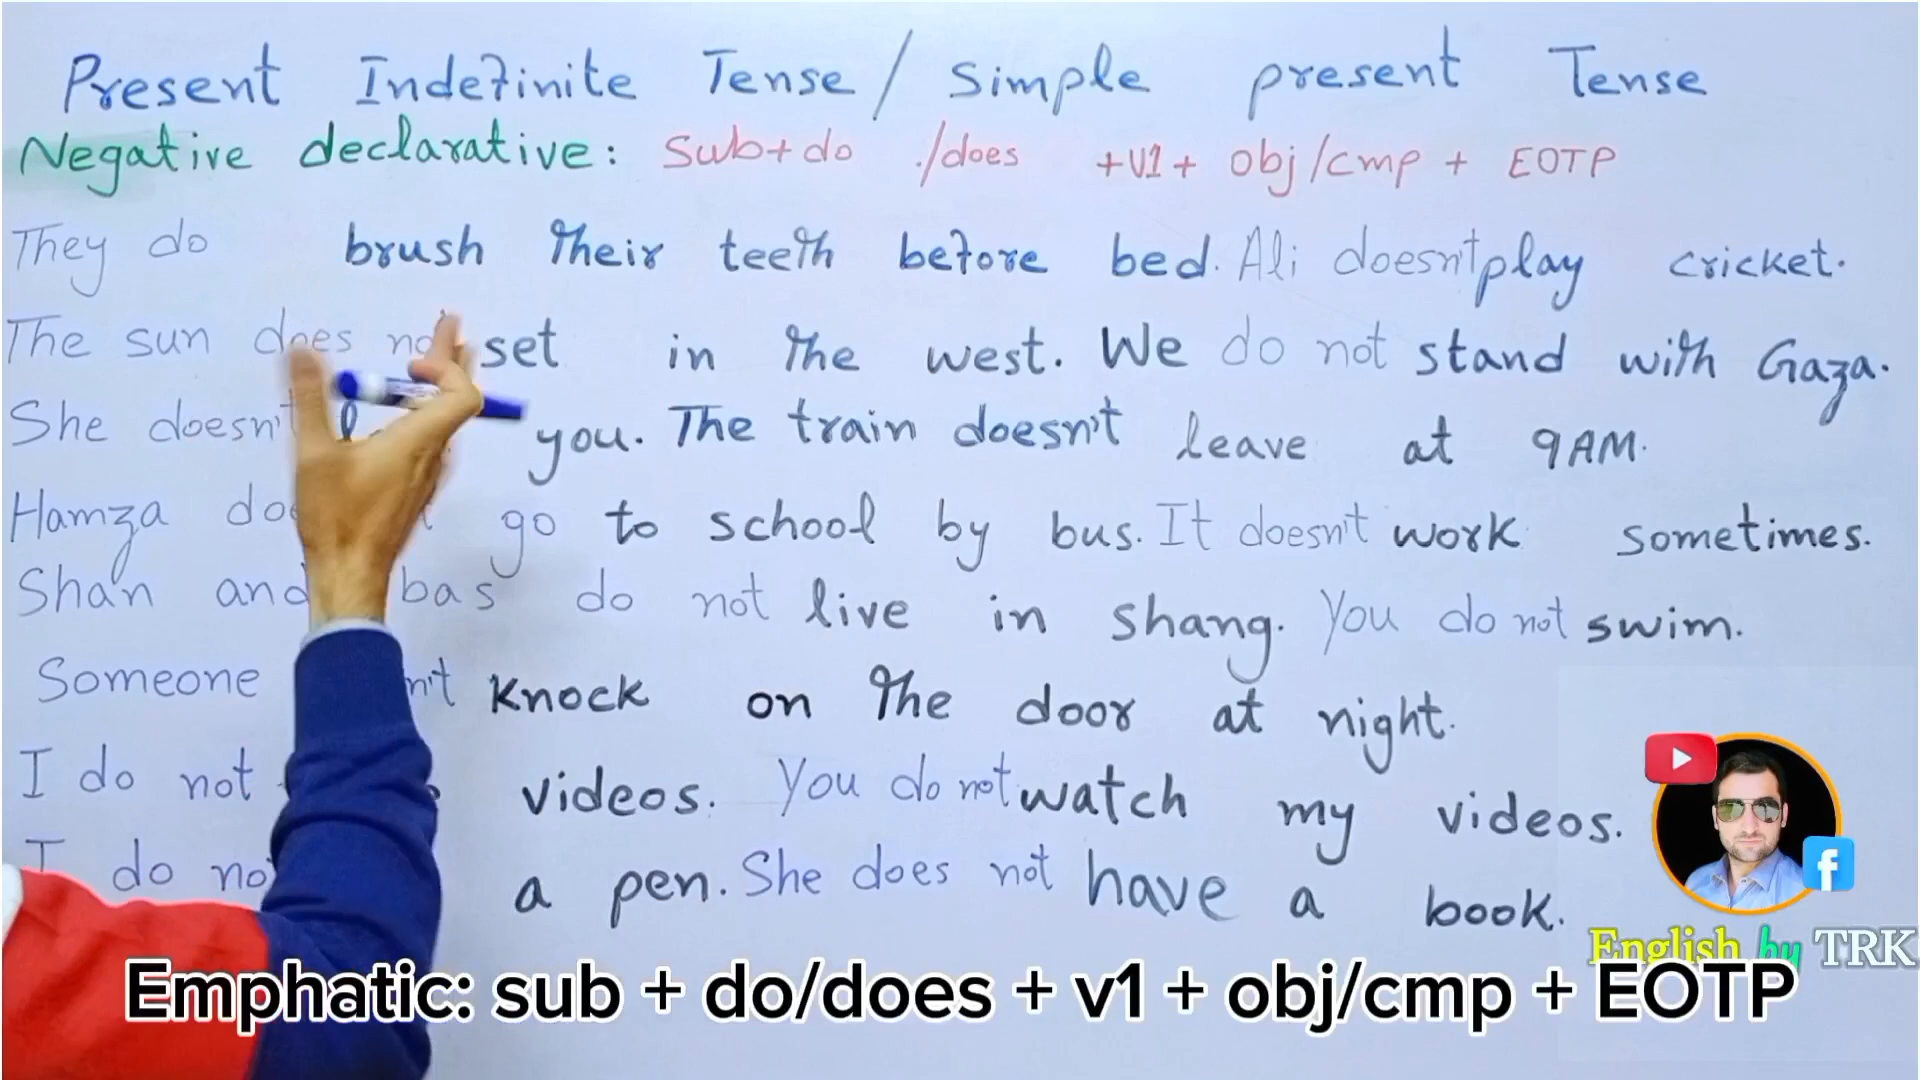 Present Indefinite Tense / Simple present Tense
Negative declarative: Sub + do ./does + V1 + obj/cmp + EOTP
They do brush their teeth before bed. Ali doesn't play cricket.
The sun does set in the west. We do not stand with Gaza.
She doesn't you. The train doesn't leave at 9AM.
Hamza go to school by bus. It doesn't work sometimes.
Shan and do not live in shang. You do not swim.
Someone knock on the door at night.
I do not videos. You do not watch my videos.
I do a pen. She does not have a book.
English by TRK
Emphatic: sub + do/does + v1 + obj/cmp + EOTP